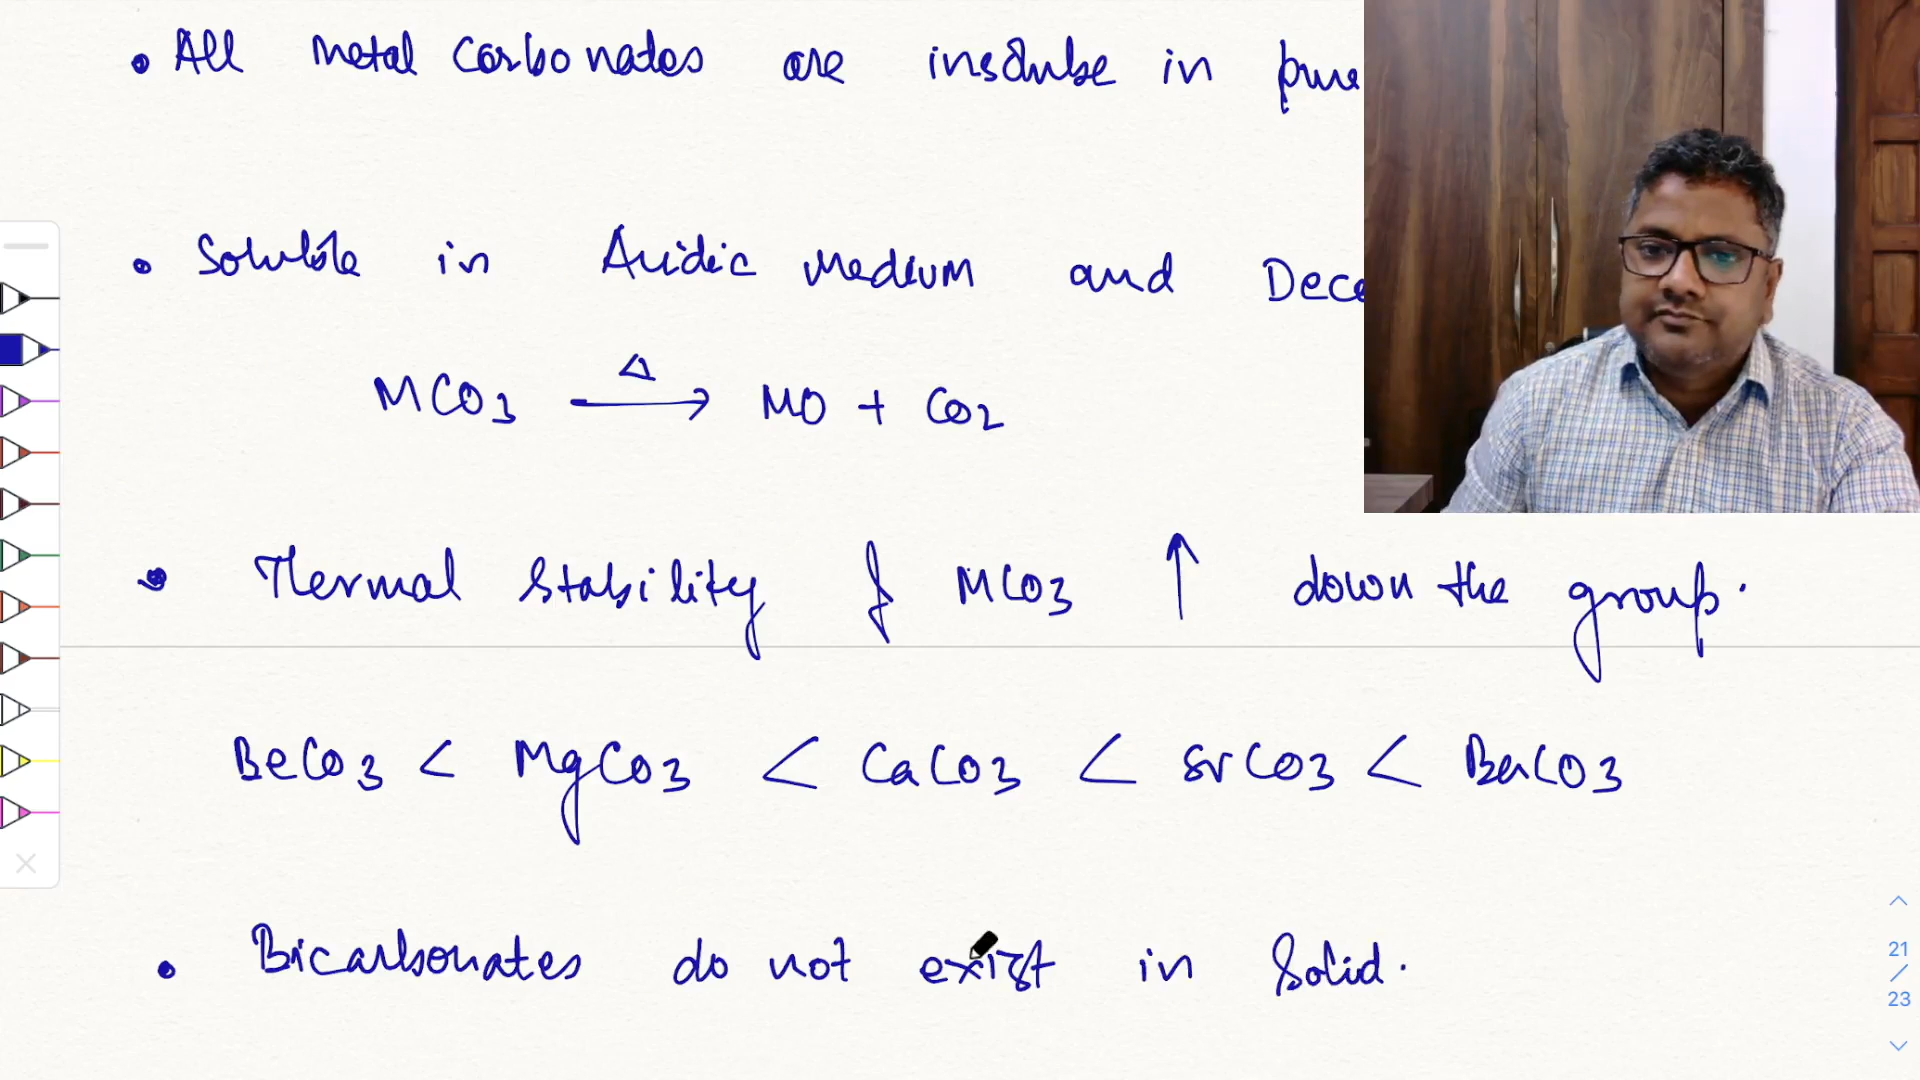 • All metal carbonates are insoluble in pure
• Soluble in Acidic medium and Deco
MCO3 Δ→ MO + CO2
• Thermal stability of MCO3 ↑ down the group.
BeCO3 < MgCO3 < CaCO3 < SrCO3 < BaCO3
• Bicarbonates do not exist in Solid.
21
/
23